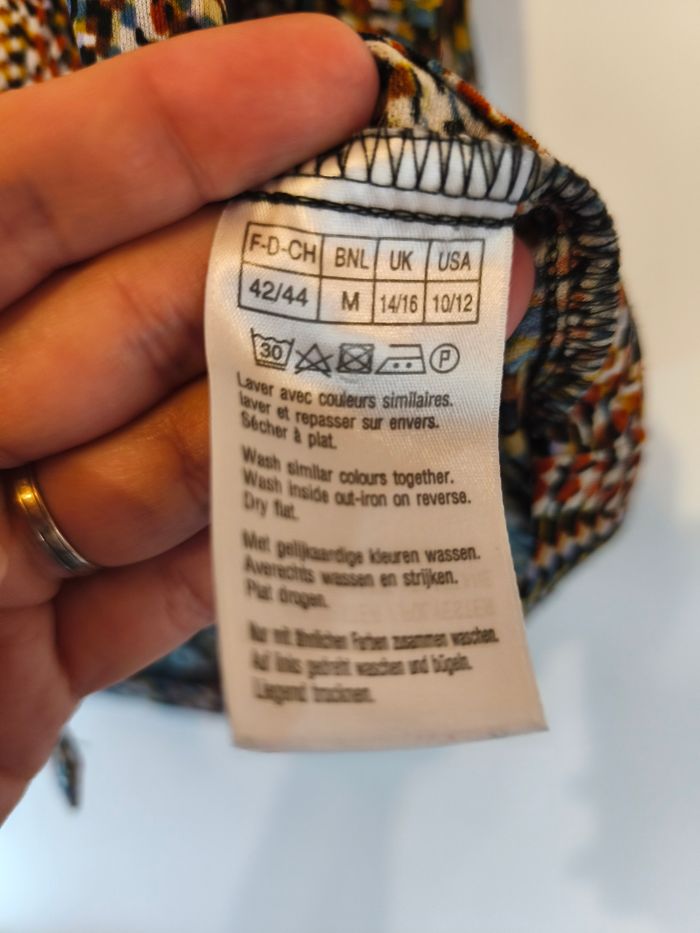 F-D-CH BNL UK USA
42/44 M 14/16 10/12
30 P
Laver avec couleurs similaires.
laver et repasser sur envers.
Sécher à plat.
Wash similar colours together.
Wash inside out-iron on reverse.
Dry flat.
Met gelijkaardige kleuren wassen.
Averechts wassen en strijken.
Plat drogen.
Nur mit ähnlichen Farben zusammen waschen.
Auf links gedreht waschen und bügeln.
Liegend trocknen.